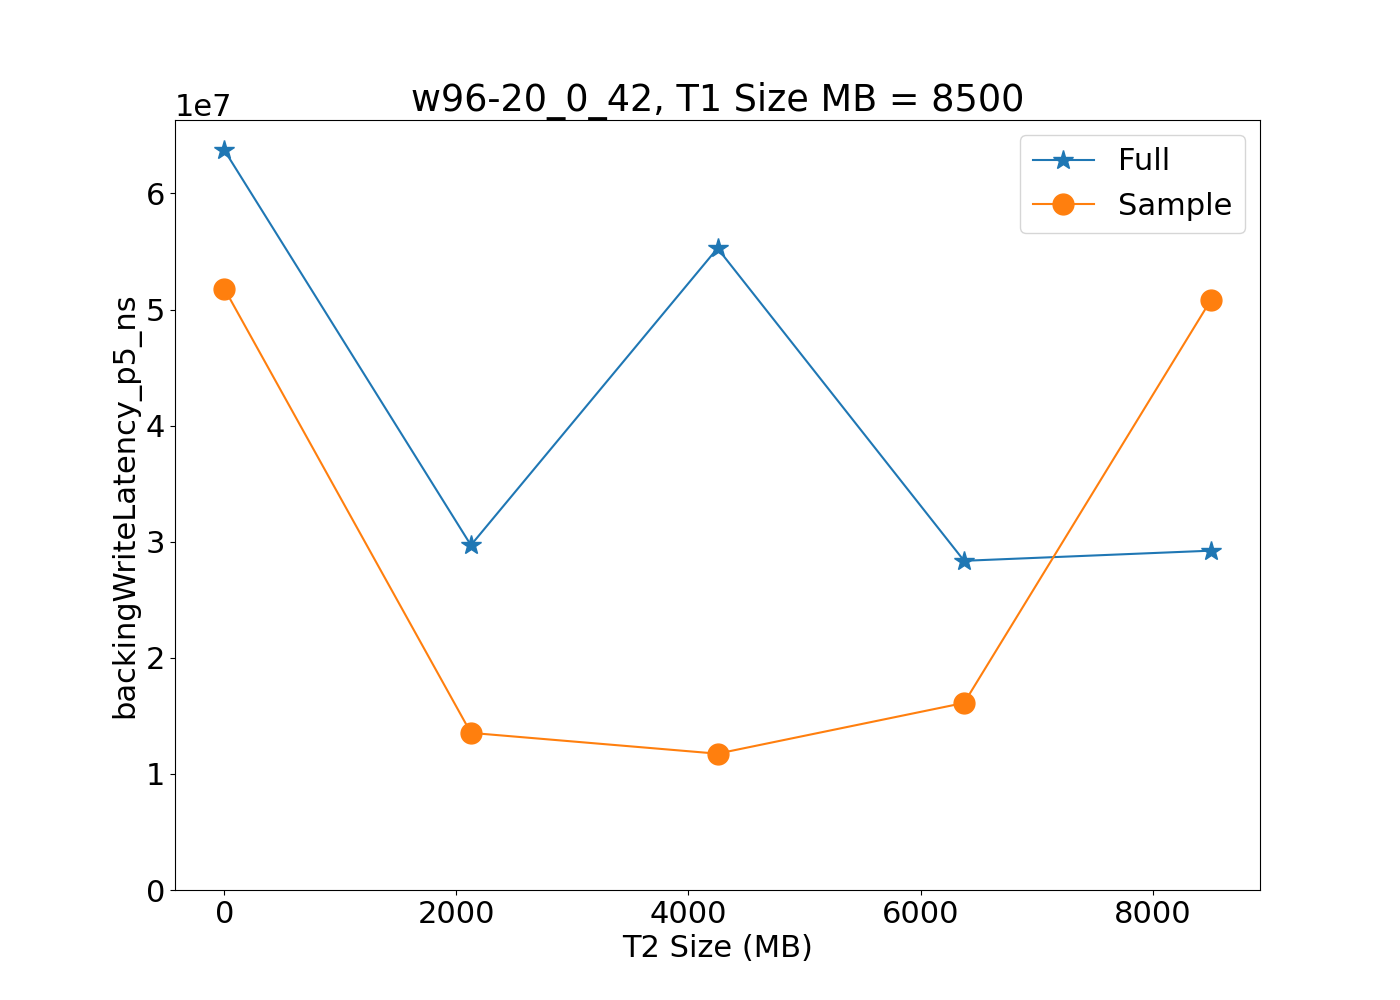 w96-20_0_42, T1 Size MB = 8500
1e7
Full
Sample
6
5
4
3
2
1
0
backingWriteLatency_p5_ns
0 2000 4000 6000 8000
T2 Size (MB)